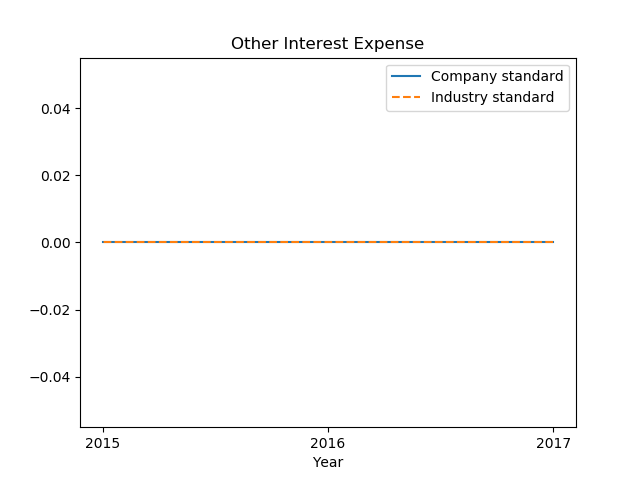 Other Interest Expense
Company standard
Industry standard
0.04
0.02
0.00
−0.02
−0.04
2015 2016 2017
Year